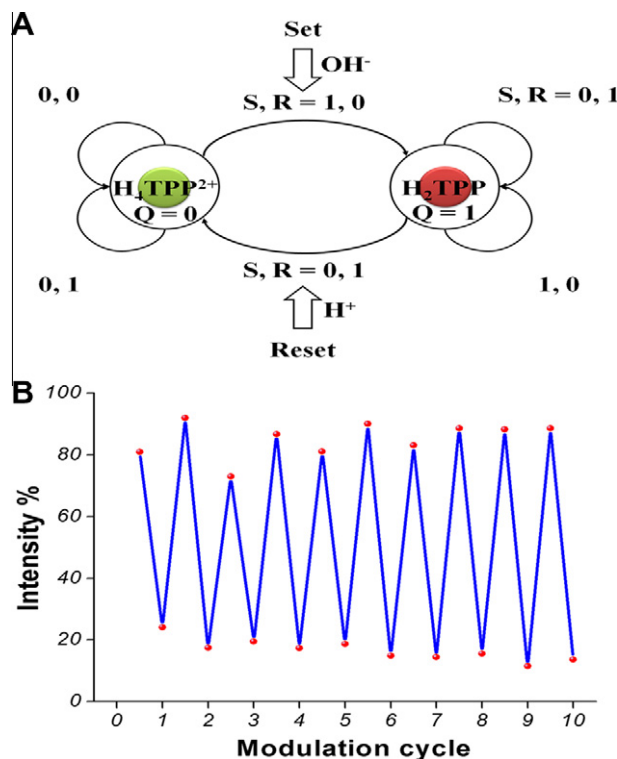 A
Set
OH-
0, 0
S, R = 1, 0
S, R = 0, 1
H4TPP2+
Q = 0
H2TPP
Q = 1
S, R = 0, 1
0, 1
H+
1, 0
Reset
B
100
80
60
40
20
0
Intensity %
0 1 2 3 4 5 6 7 8 9 10
Modulation cycle